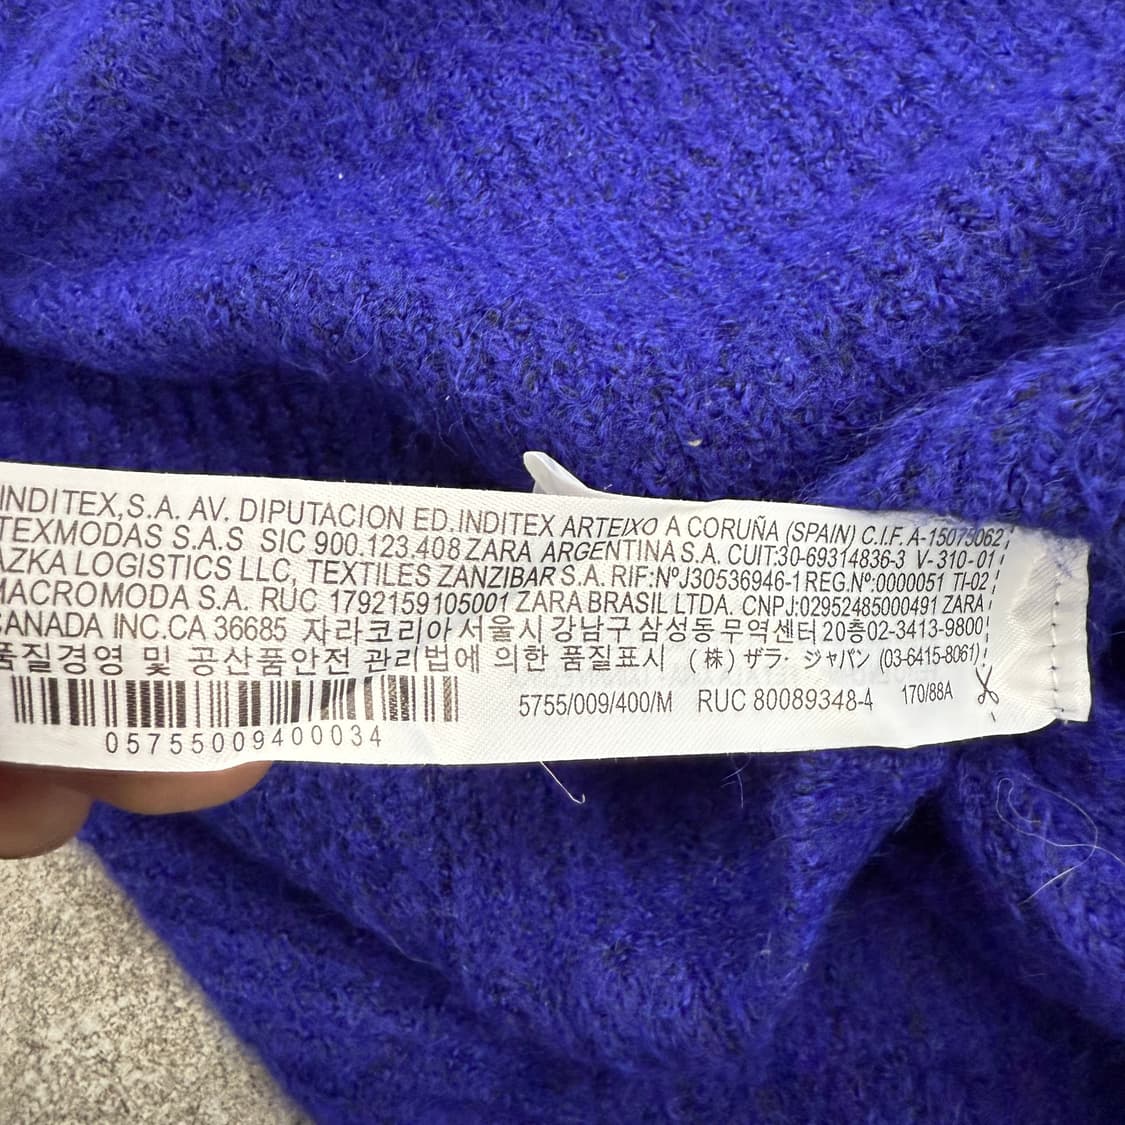 INDITEX,S.A. AV. DIPUTACION ED.INDITEX ARTEIXO A CORUÑA (SPAIN) C.I.F. A-15075062
TEXMODAS S.A.S SIC 900.123.408 ZARA ARGENTINA S.A. CUIT:30-69314836-3 V-310-01
AZKA LOGISTICS LLC, TEXTILES ZANZIBAR S.A. RIF:NºJ30536946-1 REG.Nº:0000051 TI-02
MACROMODA S.A. RUC 1792159105001 ZARA BRASIL LTDA. CNPJ:02952485000491 ZARA
CANADA INC.CA 36685 자라코리아 서울시 강남구 삼성동 무역센터 20층 02-3413-9800
품질경영 및 공산품안전 관리법에 의한 품질표시 (株) ザラ· ジャパン (03-6415-8061)
5755/009/400/M RUC 80089348-4 170/88A
05755009400034